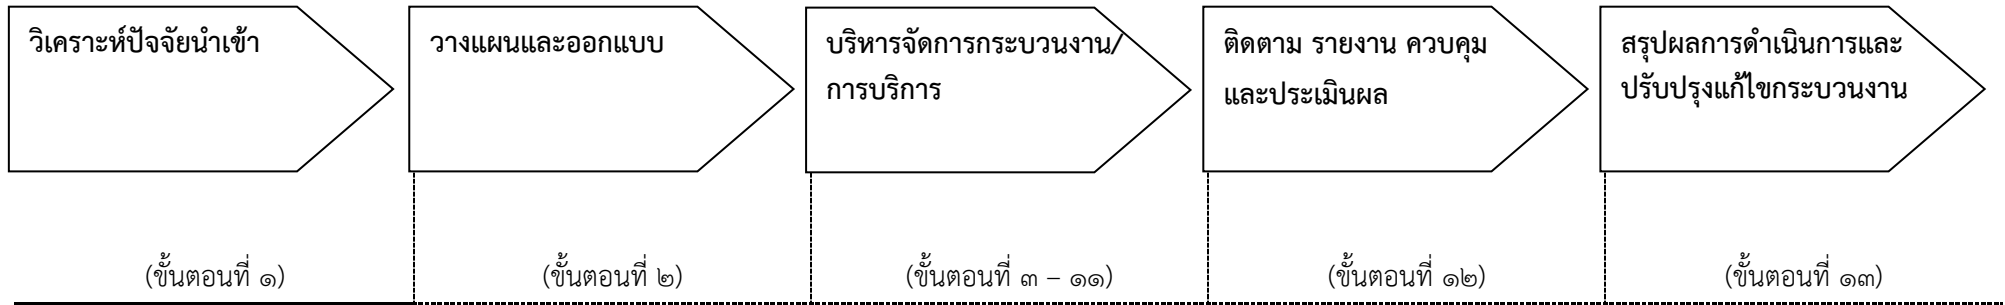 วิเคราะห์ปัจจัยนำเข้า
วางแผนและออกแบบ
บริหารจัดการกระบวนงาน/
การบริการ
ติดตาม รายงาน ควบคุม
และประเมินผล
สรุปผลการดำเนินการและ
ปรับปรุงแก้ไขกระบวนงาน
(ขั้นตอนที่ ๑)
(ขั้นตอนที่ ๒)
(ขั้นตอนที่ ๓ – ๑๑)
(ขั้นตอนที่ ๑๒)
(ขั้นตอนที่ ๑๓)